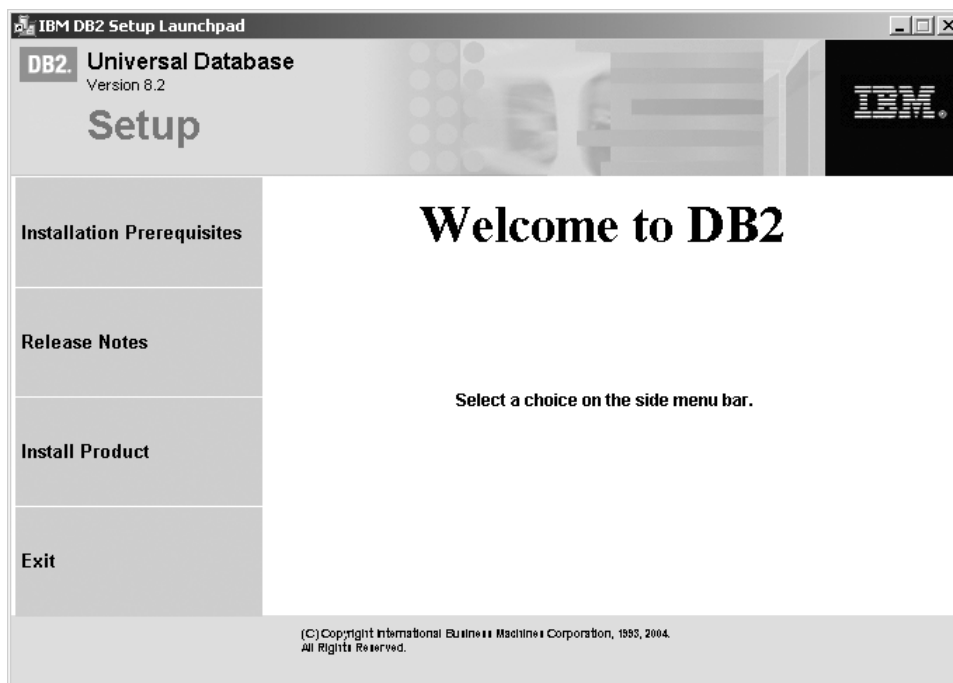 IBM DB2 Setup Launchpad
DB2. Universal Database
Version 8.2
Setup
IBM.
Installation Prerequisites
Welcome to DB2
Release Notes
Select a choice on the side menu bar.
Install Product
Exit
(C) Copyright International Business Machines Corporation, 1993, 2004.
All Rights Reserved.